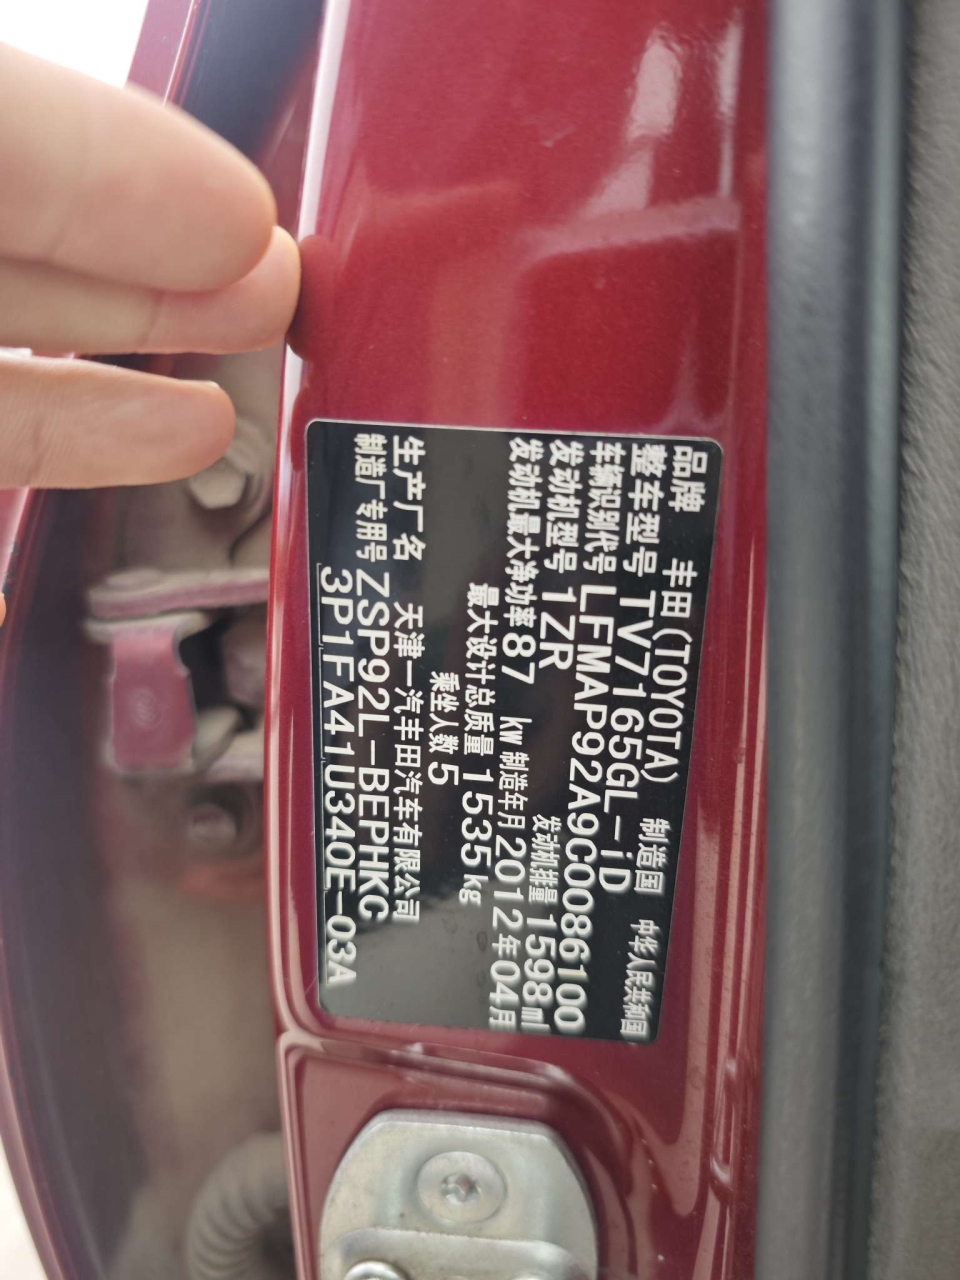 品牌 丰田(TOYOTA) 制造国 中华人民共和国
整车型号 TV7165GL-iD
车辆识别代号 LFMAP92A9C0086100
发动机型号 1ZR 发动机排量 1598 ml
发动机最大净功率 87 kW 制造年月 2012年04月
最大设计总质量 1535kg
乘坐人数 5
生产厂名 天津一汽丰田汽车有限公司
制造厂专用号 ZSP92L-BEPHKC
3P1FA41U340E-03A